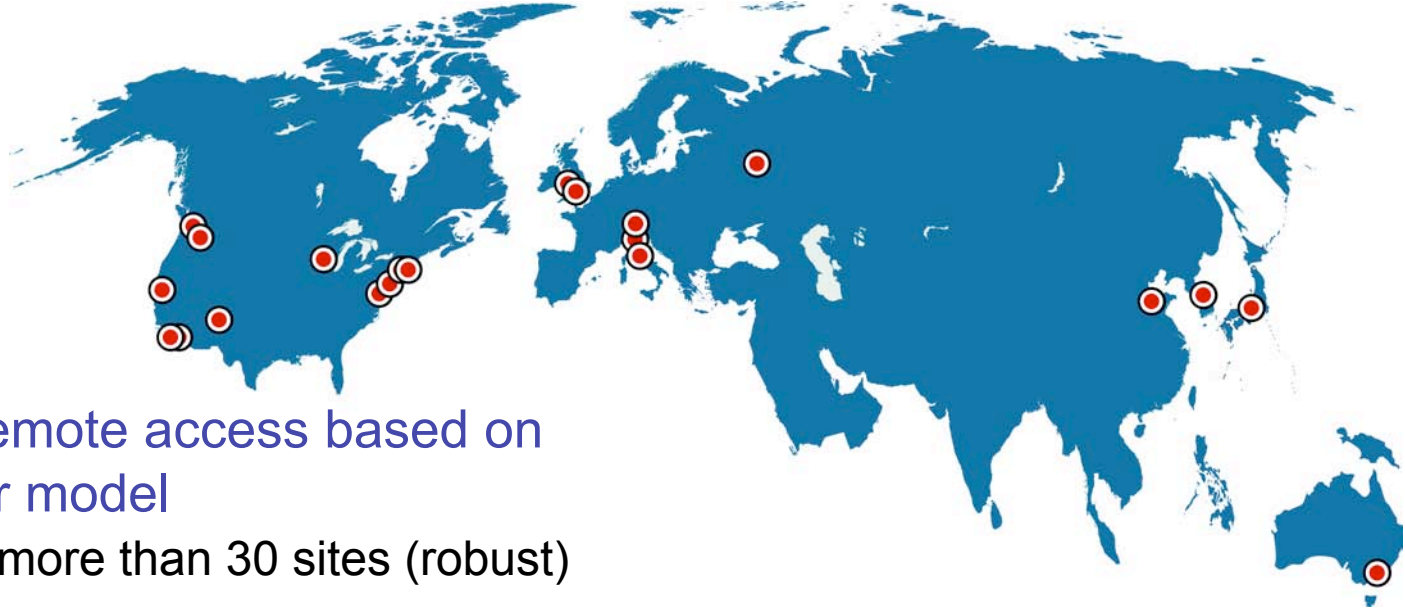 emote access based on
r model
more than 30 sites (robust)